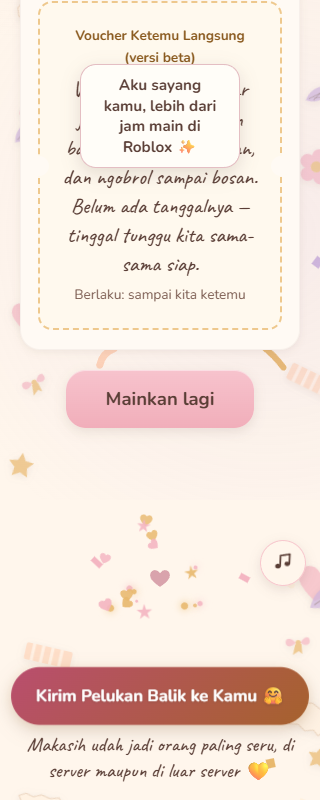 Voucher Ketemu Langsung
(versi beta)
Aku sayang
kamu, lebih dari
jam main di
Roblox ✨
dan ngobrol sampai bosan.
Belum ada tanggalnya —
tinggal tunggu kita sama-
sama siap.
Berlaku: sampai kita ketemu
Mainkan lagi
Kirim Pelukan Balik ke Kamu 🤗
Makasih udah jadi orang paling seru, di
server maupun di luar server 💛